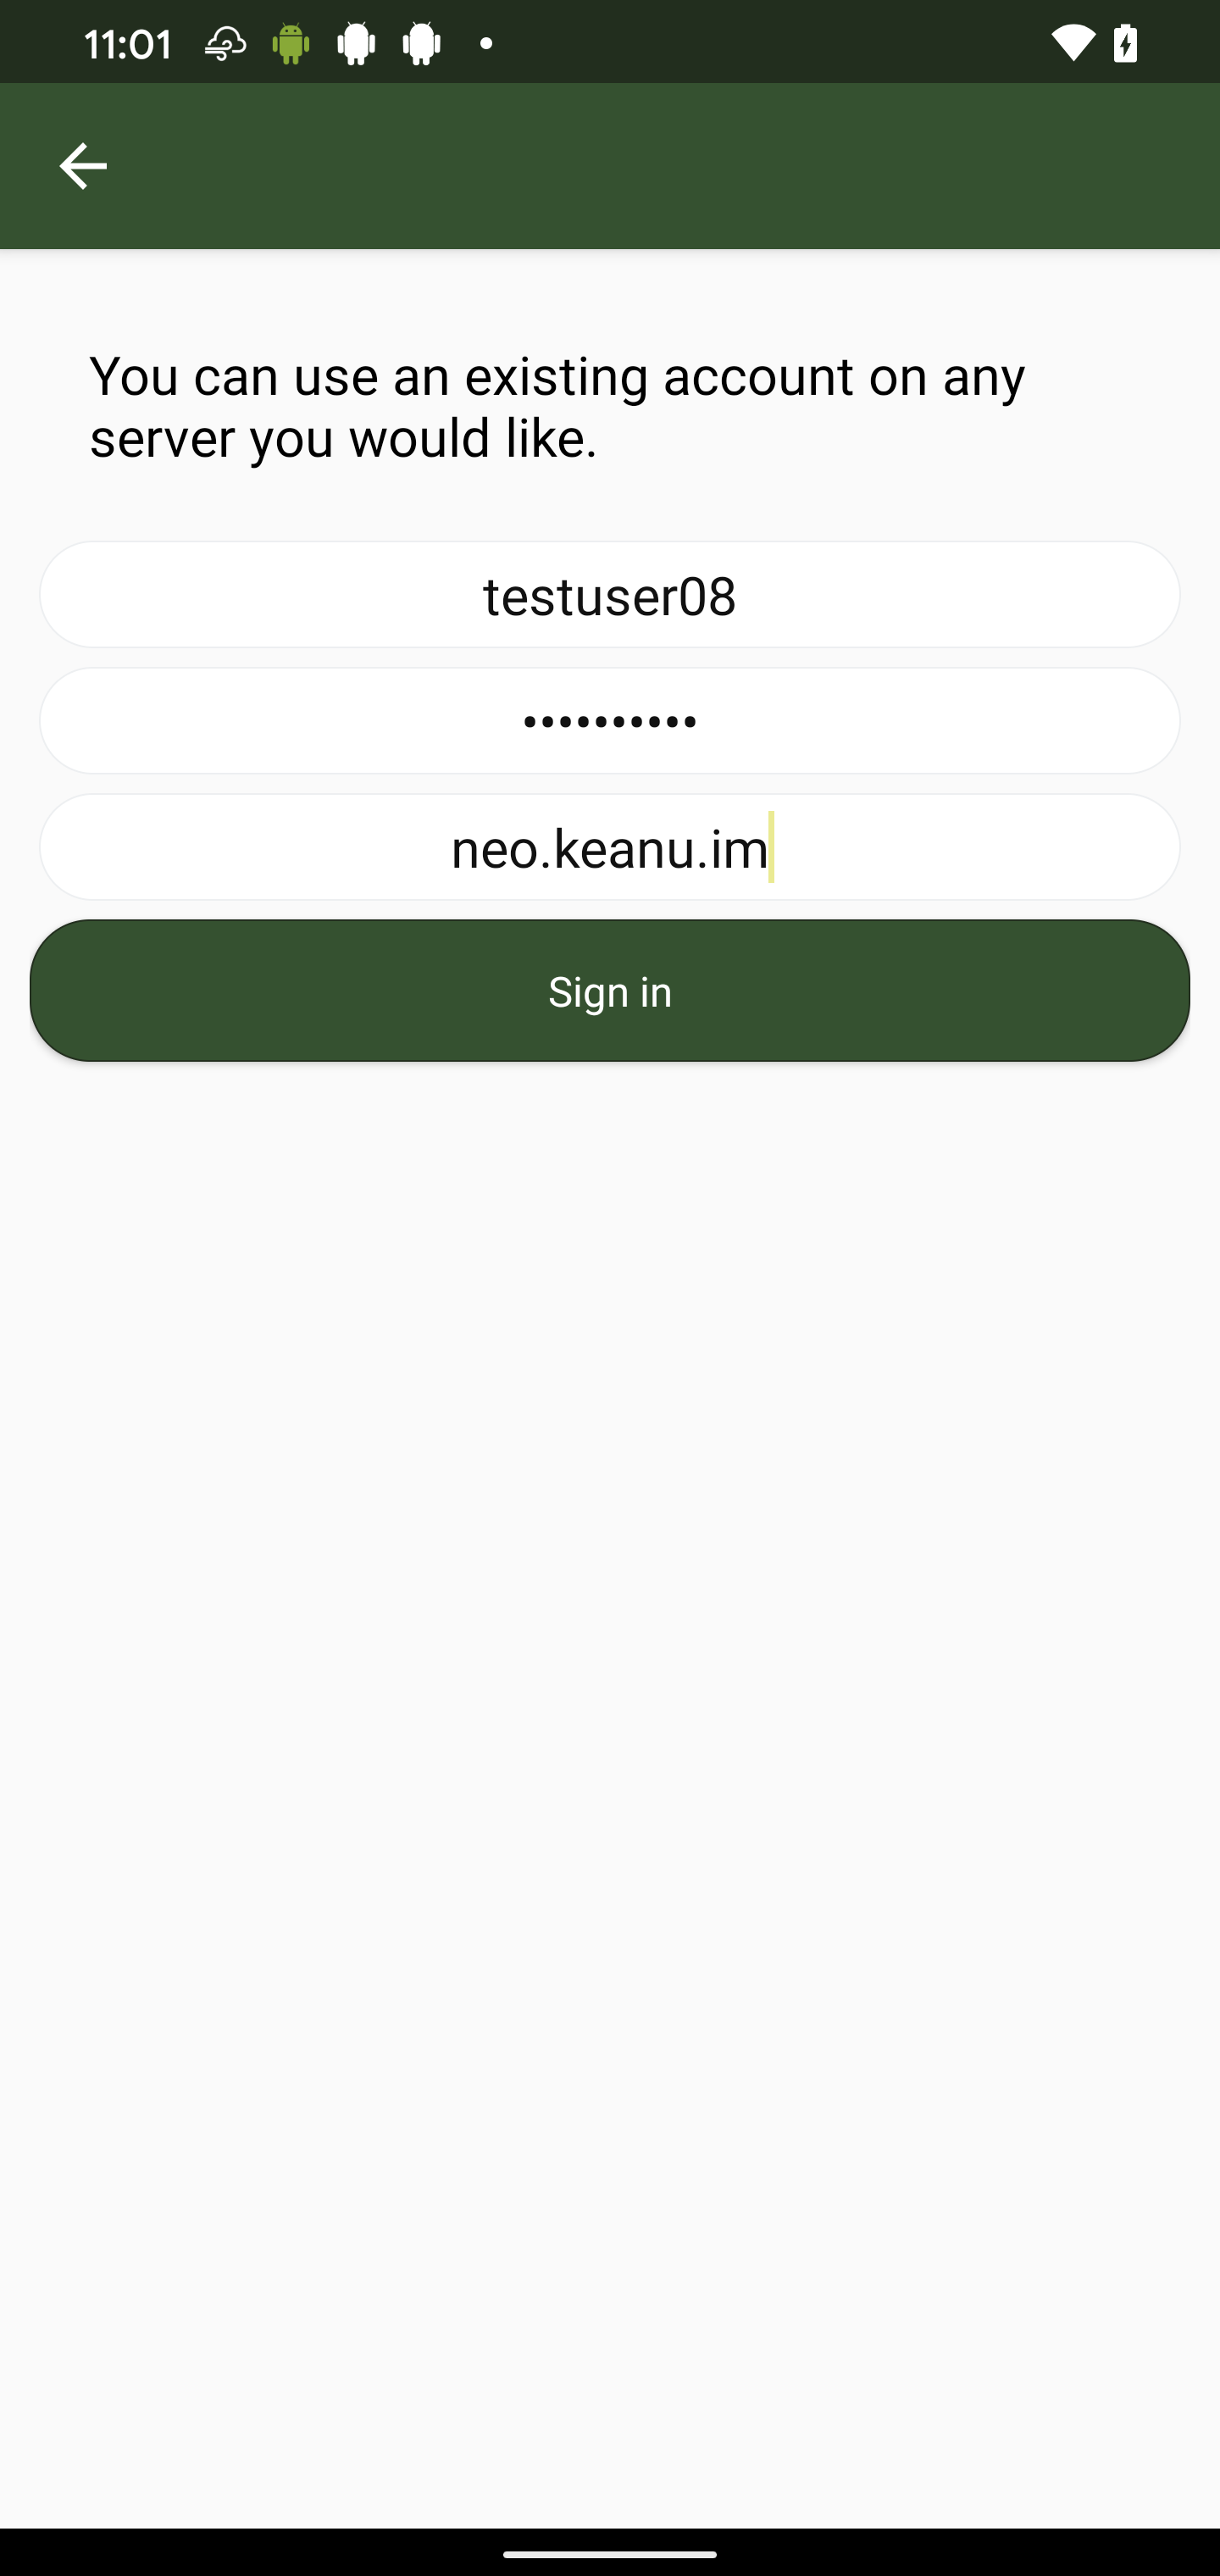 11:01
You can use an existing account on any
server you would like.
testuser08
••••••••••
neo.keanu.im
Sign in